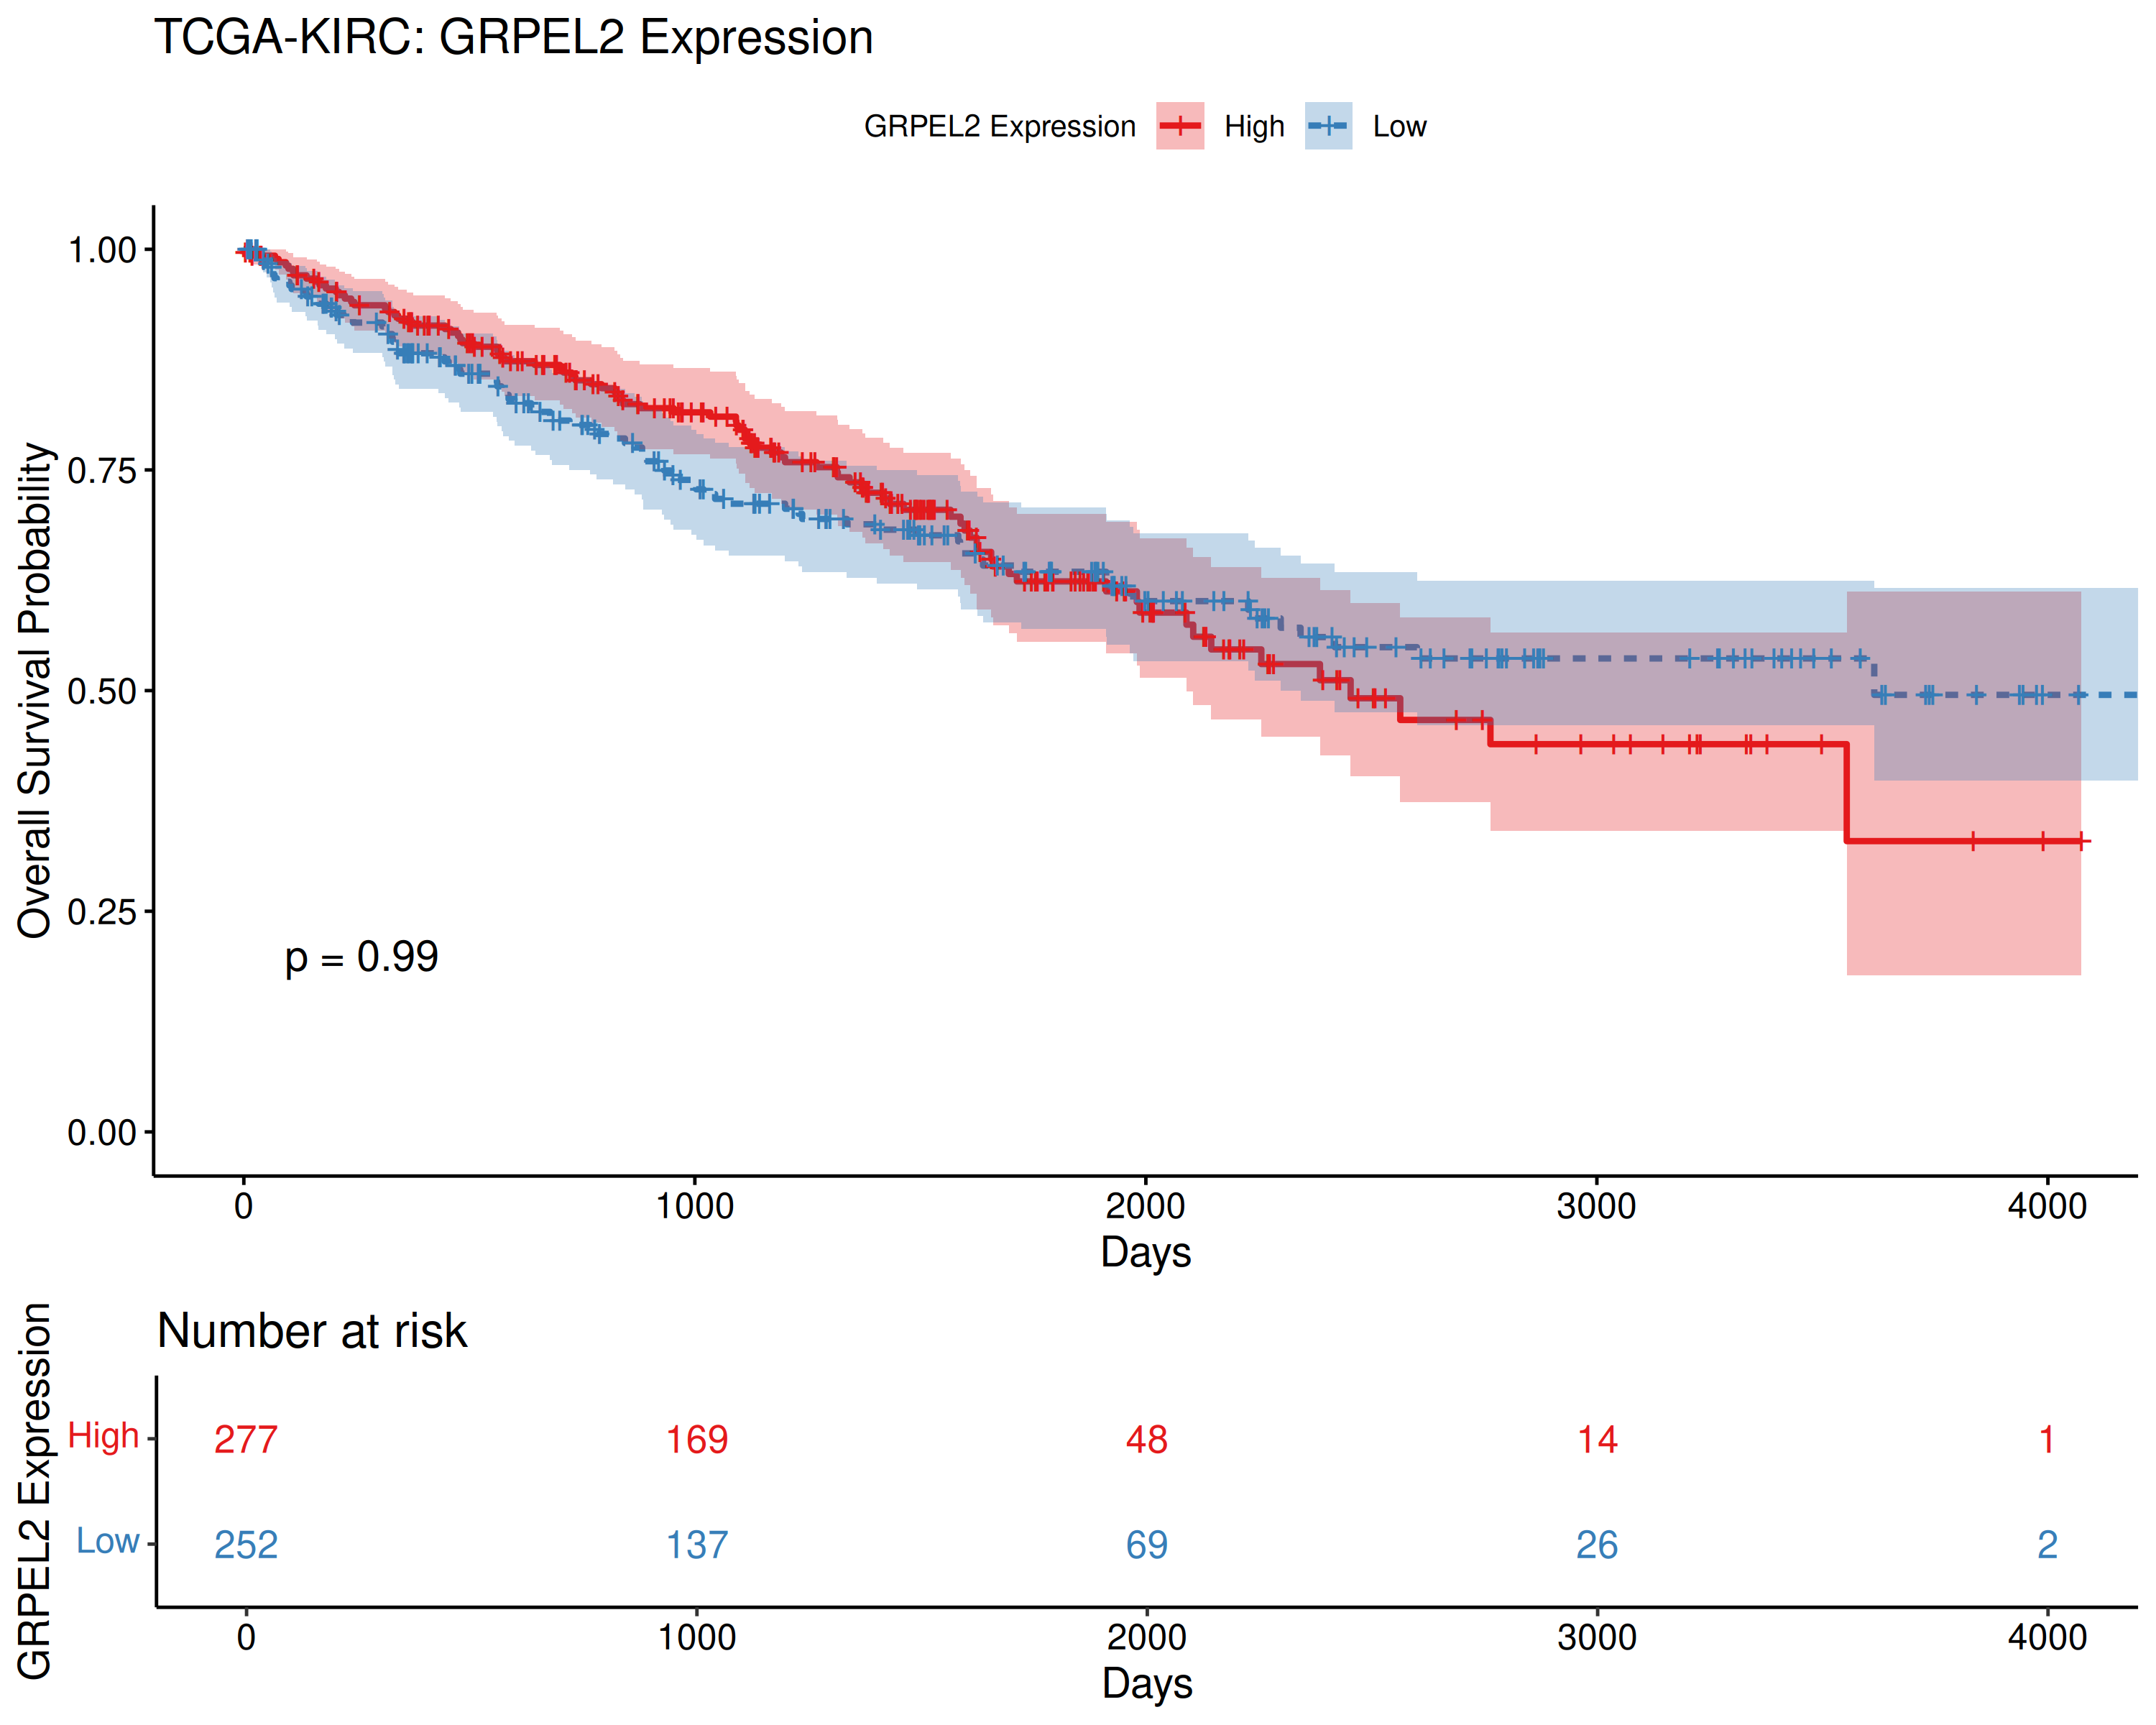 TCGA-KIRC: GRPEL2 Expression
GRPEL2 Expression High Low
Overall Survival Probability
1.00
0.75
0.50
0.25
0.00
p = 0.99
0 1000 2000 3000 4000
Days
Number at risk
GRPEL2 Expression
High 277 169 48 14 1
Low 252 137 69 26 2
0 1000 2000 3000 4000
Days